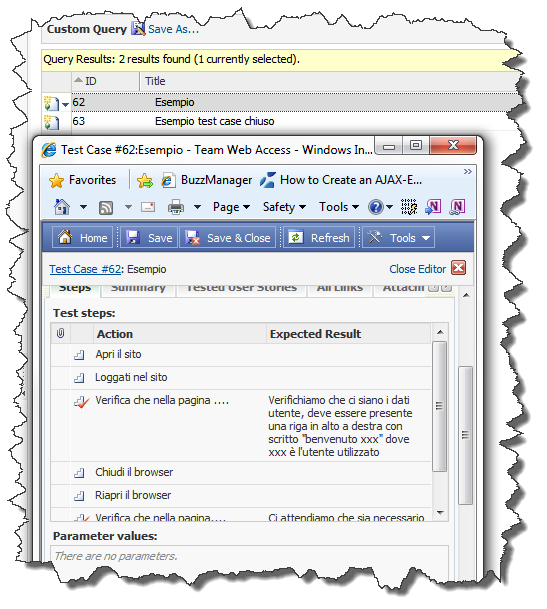 Custom Query Save As...
Query Results: 2 results found (1 currently selected).
ID Title
62 Esempio
63 Esempio test case chiuso
Test Case #62:Esempio - Team Web Access - Windows In...
Favorites BuzzManager How to Create an AJAX-E...
Page Safety Tools
Home Save Save & Close Refresh Tools
Test Case #62: Esempio Close Editor
Steps Summary Tested User Stories All Links Attachm
Test steps:
Action Expected Result
Apri il sito
Loggati nel sito
Verifica che nella pagina .... Verifichiamo che ci siano i dati
utente, deve essere presente
una riga in alto a destra con
scritto "benvenuto xxx" dove
xxx è l'utente utilizzato
Chiudi il browser
Riapri il browser
Verifica che nella pagina.... Ci attendiamo che sia necessario
Parameter values:
There are no parameters.